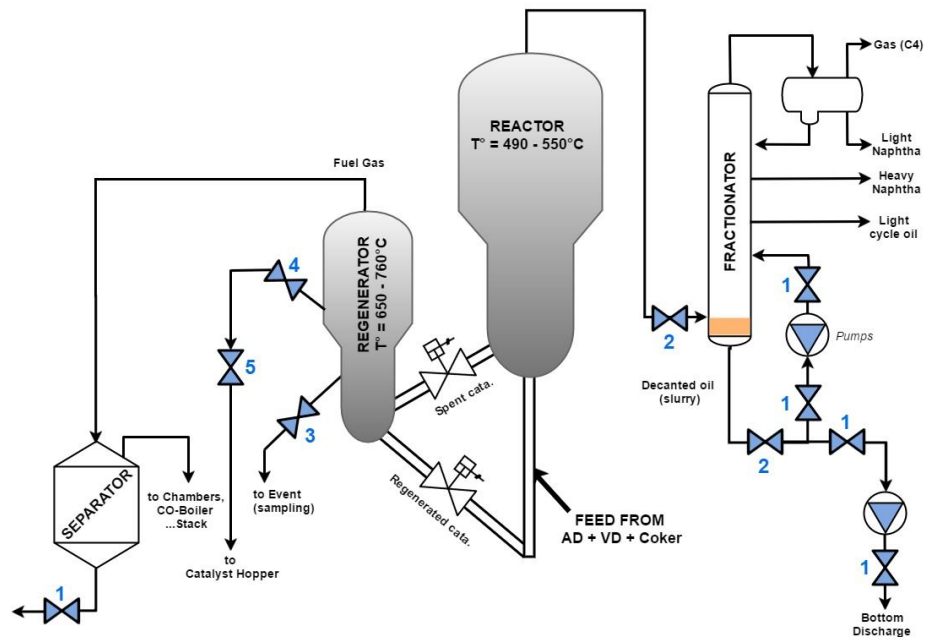 Gas (C4)
REACTOR
T° = 490 - 550°C
Light
Naphtha
Fuel Gas
Heavy
Naphtha
FRACTIONATOR
Light
cycle oil
REGENERATOR
T° = 650 - 760°C
4
1
Pumps
2
5
Decanted oil
(slurry)
Spent cata.
1
3
1
2
SEPARATOR
to Chambers,
CO-Boiler
...Stack
to Event
(sampling)
Regenerated cata.
FEED FROM
AD + VD + Coker
to
Catalyst Hopper
1
1
Bottom
Discharge